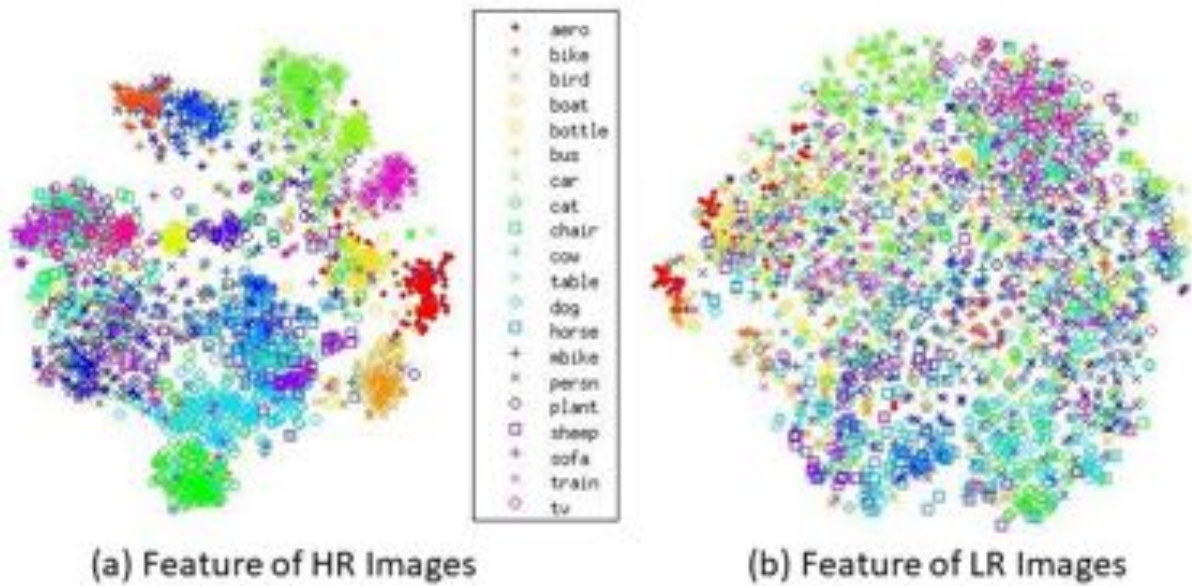 aero
bike
bird
boat
bottle
bus
car
cat
chair
cow
table
dog
horse
mbike
persn
plant
sheep
sofa
train
tv
(a) Feature of HR Images
(b) Feature of LR Images